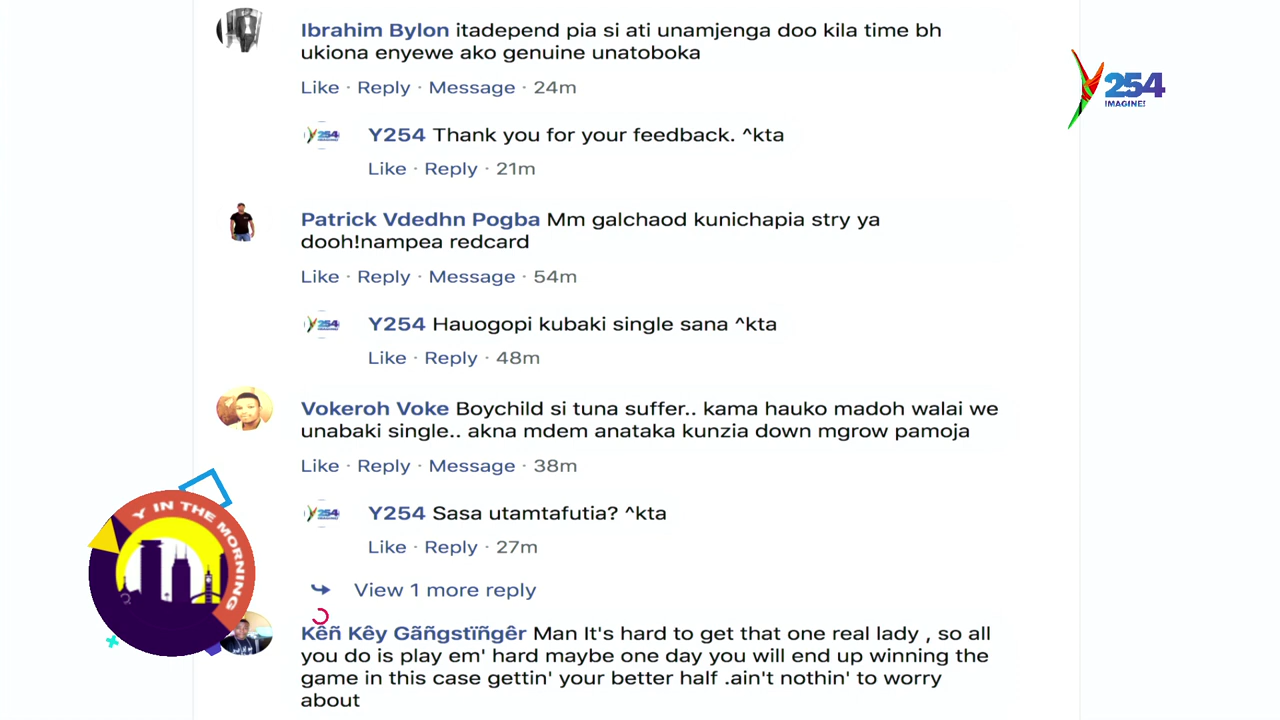 Ibrahim Bylon itadepend pia si ati unamjenga doo kila time bh
ukiona enyewe ako genuine unatoboka
Like · Reply · Message · 24m
Y254
IMAGINE!
Y254 Y254 Thank you for your feedback. ^kta
Like · Reply · 21m
Patrick Vdedhn Pogba Mm galchaod kunichapia stry ya
dooh!nampea redcard
Like · Reply · Message · 54m
Y254 Y254 Hauogopi kubaki single sana ^kta
Like · Reply · 48m
Vokeroh Voke Boychild si tuna suffer.. kama hauko madoh walai we
unabaki single.. akna mdem anataka kunzia down mgrow pamoja
Like · Reply · Message · 38m
Y254 Y254 Sasa utamtafutia? ^kta
Like · Reply · 27m
View 1 more reply
Y IN THE MORNING
Kêñ Kêy Gãñgstïñgêr Man It's hard to get that one real lady , so all
you do is play em' hard maybe one day you will end up winning the
game in this case gettin' your better half .ain't nothin' to worry
about